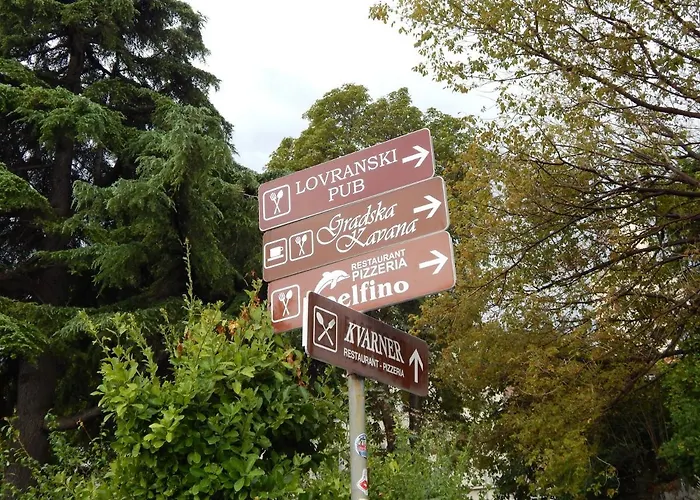 LOVRANSKI
PUB
Gradska
Kavana
RESTAURANT
PIZZERIA
elfino
KVARNER
RESTAURANT - PIZZERIA